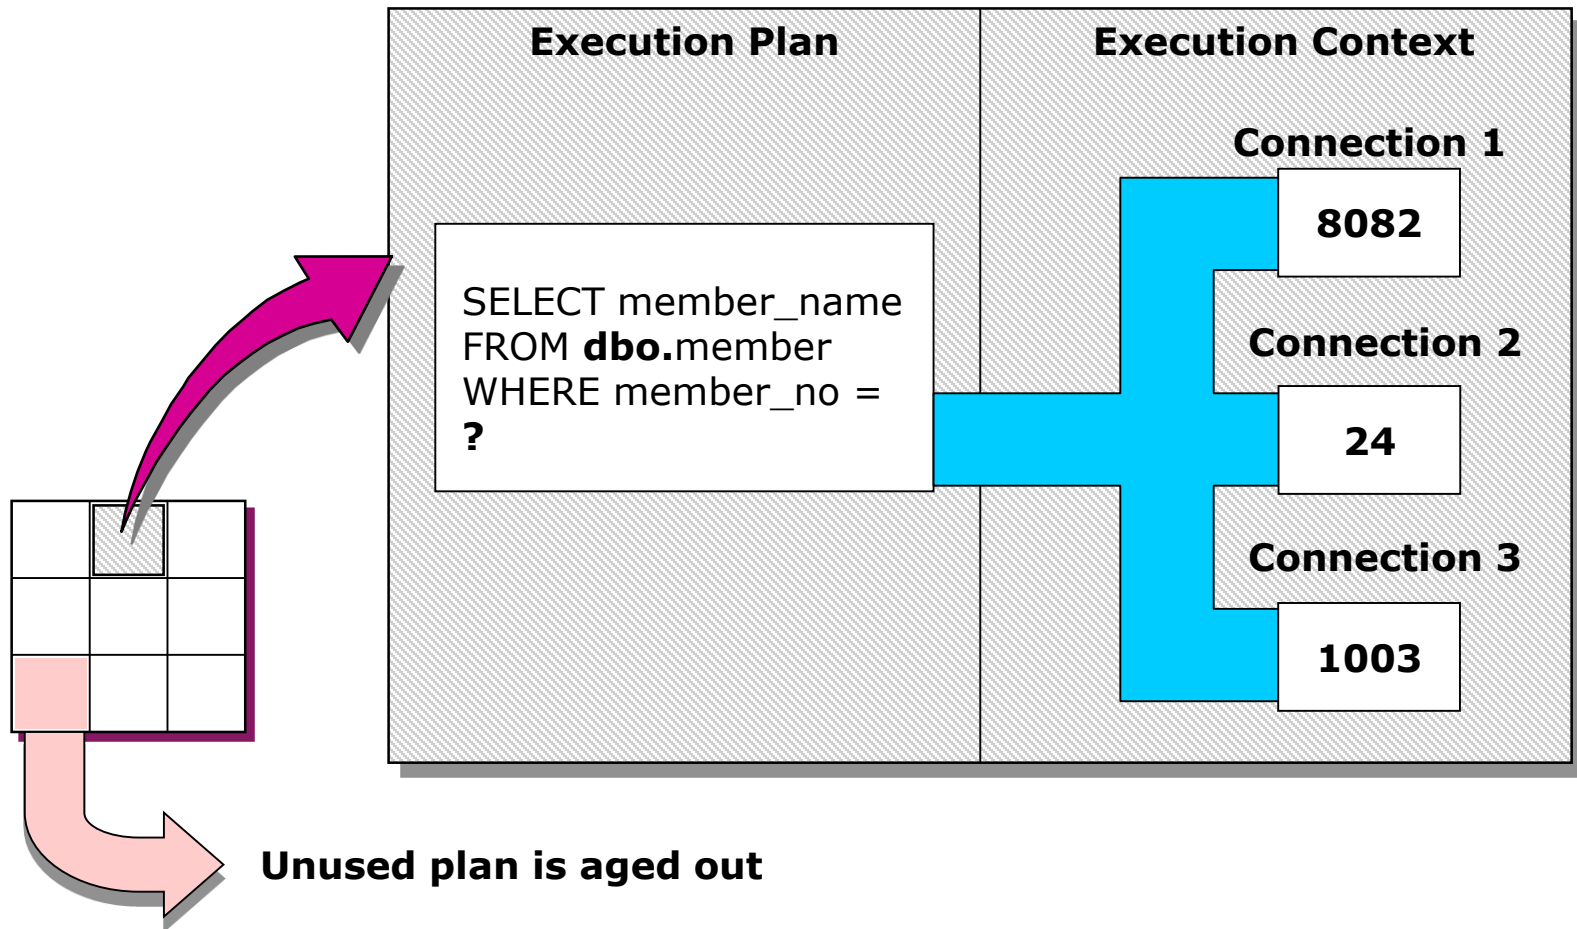 Execution Plan
Execution Context
SELECT member_name
FROM dbo.member
WHERE member_no =
?
Connection 1
8082
Connection 2
24
Connection 3
1003
Unused plan is aged out